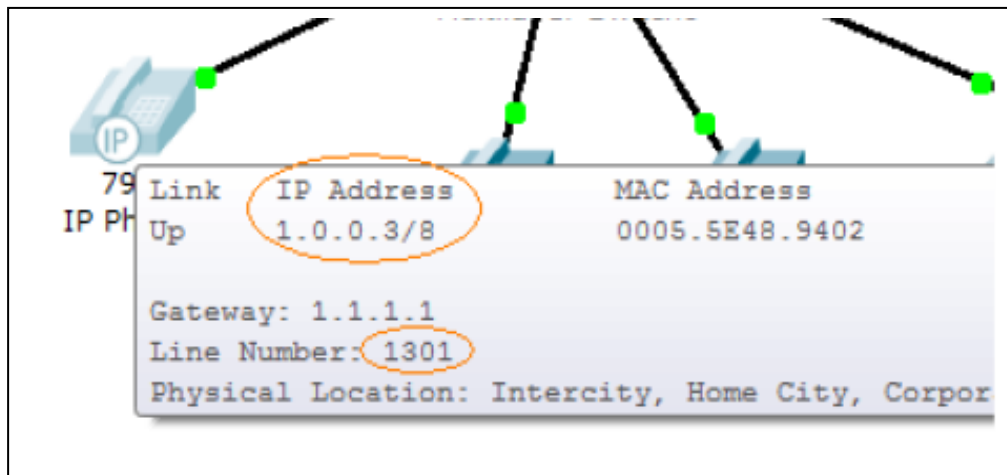 IP
79
IP Ph
Link IP Address MAC Address
Up 1.0.0.3/8 0005.5E48.9402
Gateway: 1.1.1.1
Line Number: 1301
Physical Location: Intercity, Home City, Corpor